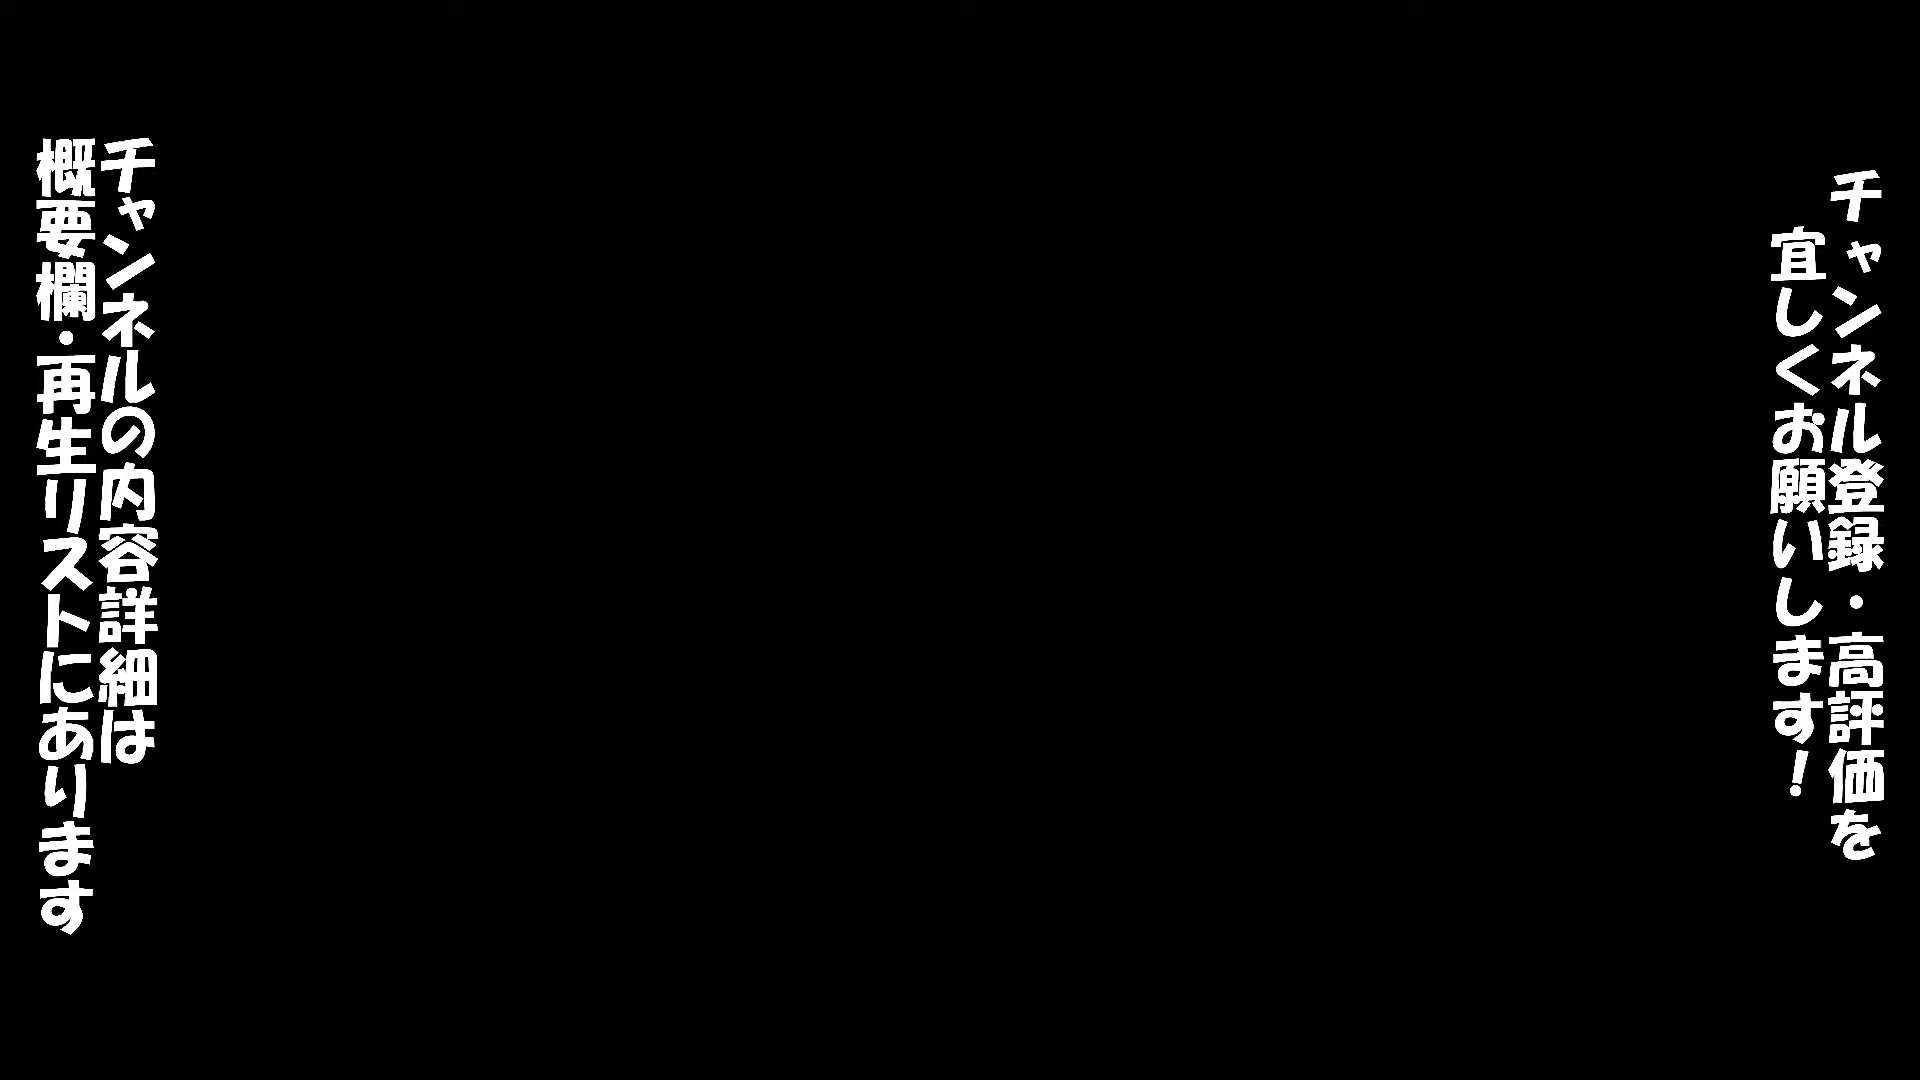 チャンネル登録・高評価を
宜しくお願いします!
チャンネルの内容詳細は
概要欄・再生リストにあります